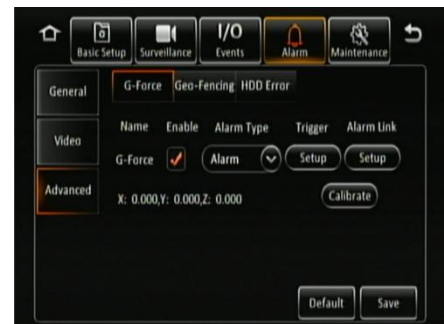 Basic Setup Surveillance I/O Events Alarm Maintenance
General G-Force Geo-Fencing HDD Error
Name Enable Alarm Type Trigger Alarm Link
Video
G-Force Alarm Setup Setup
Advanced X: 0.000,Y: 0.000,Z: 0.000 Calibrate
Default Save